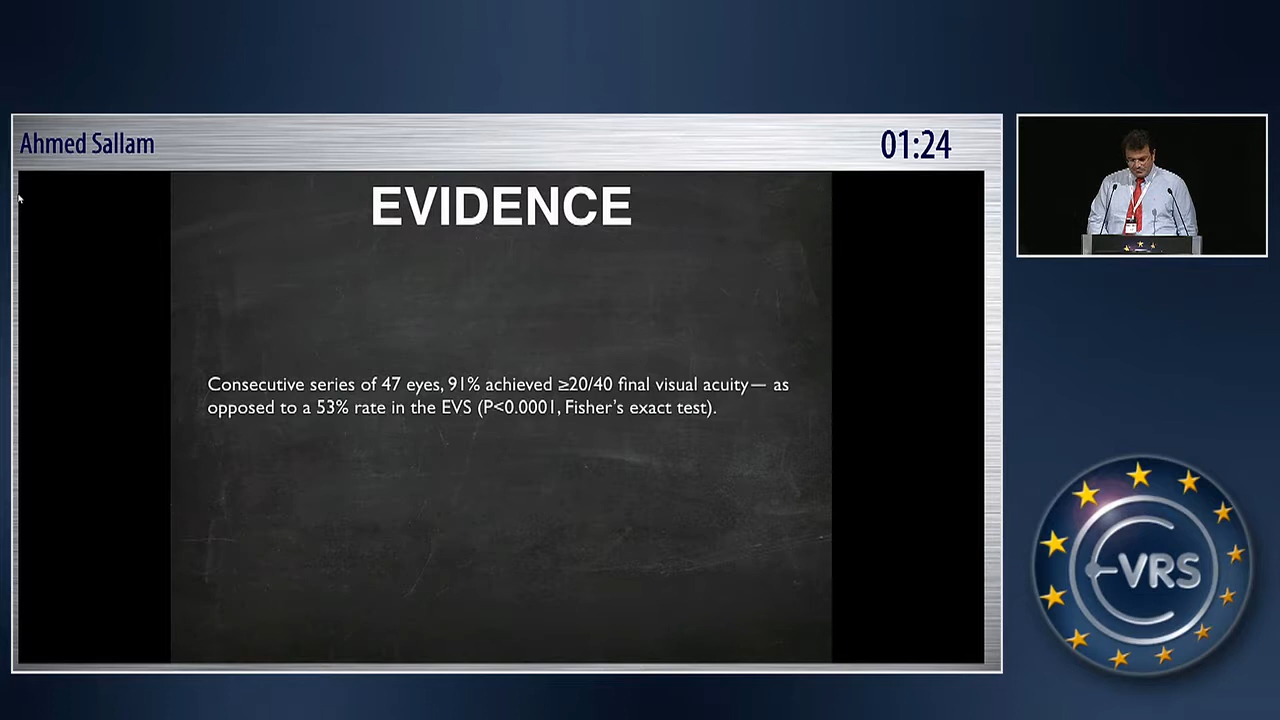 Ahmed Sallam
01:24
EVIDENCE
Consecutive series of 47 eyes, 91% achieved ≥20/40 final visual acuity— as
opposed to a 53% rate in the EVS (P<0.0001, Fisher’s exact test).
E-VRS